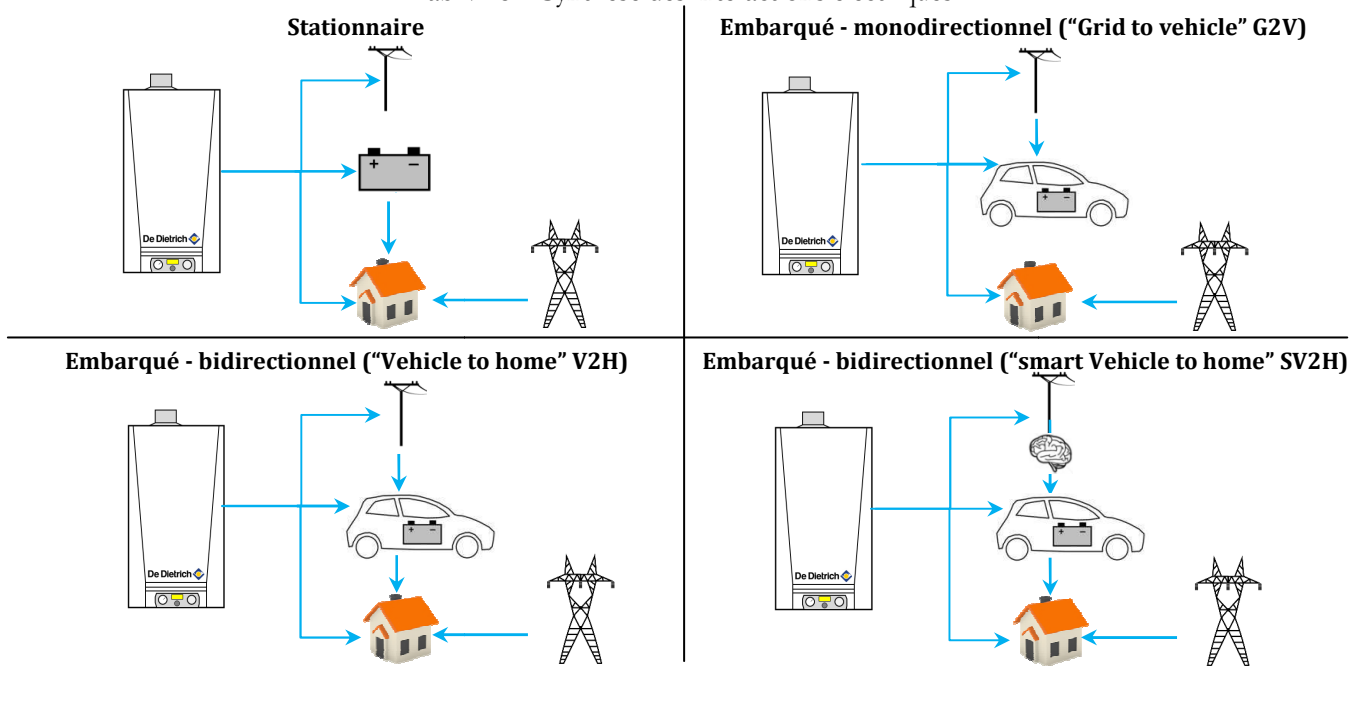 Stationnaire
Embarqué - monodirectionnel (“Grid to vehicle” G2V)
De Dietrich
+ −
De Dietrich
+ −
Embarqué - bidirectionnel (“Vehicle to home” V2H)
Embarqué - bidirectionnel (“smart Vehicle to home” SV2H)
De Dietrich
+ −
De Dietrich
+ −